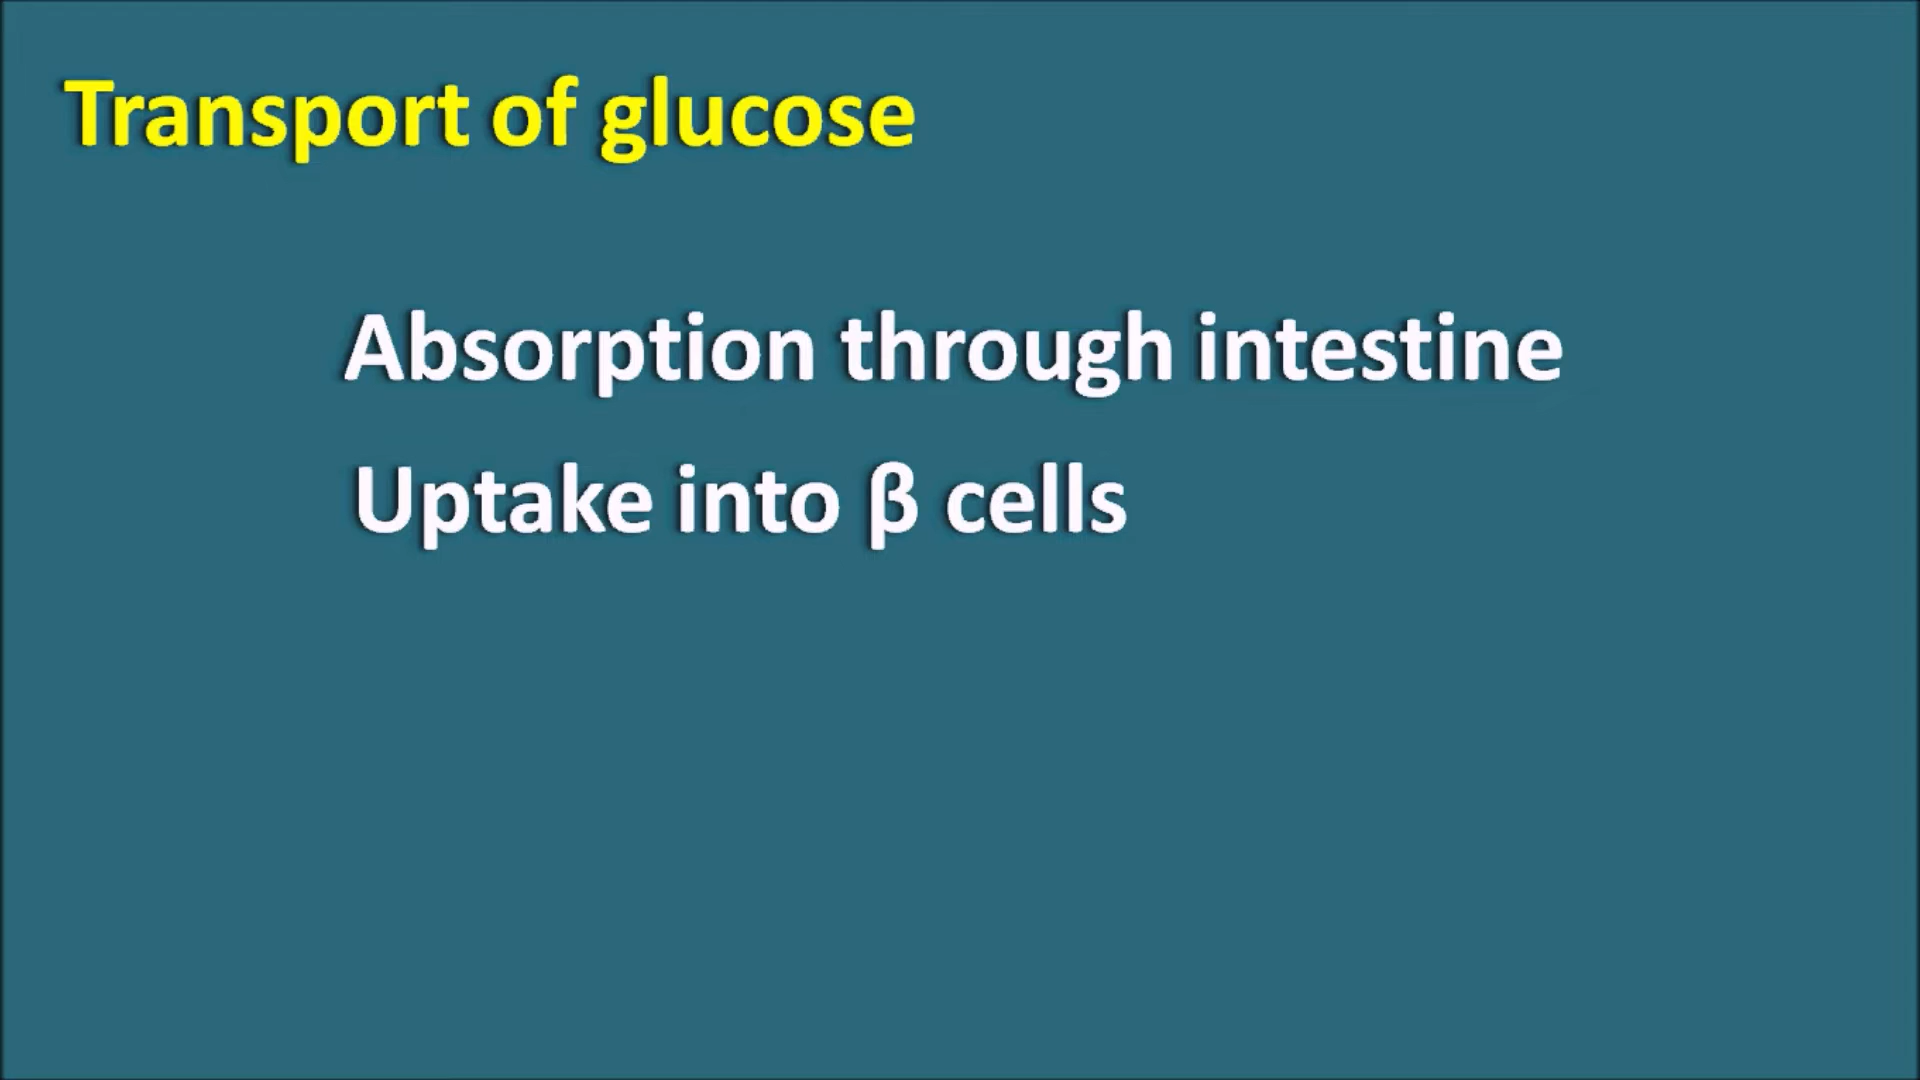 Transport of glucose
Absorption through intestine
Uptake into β cells